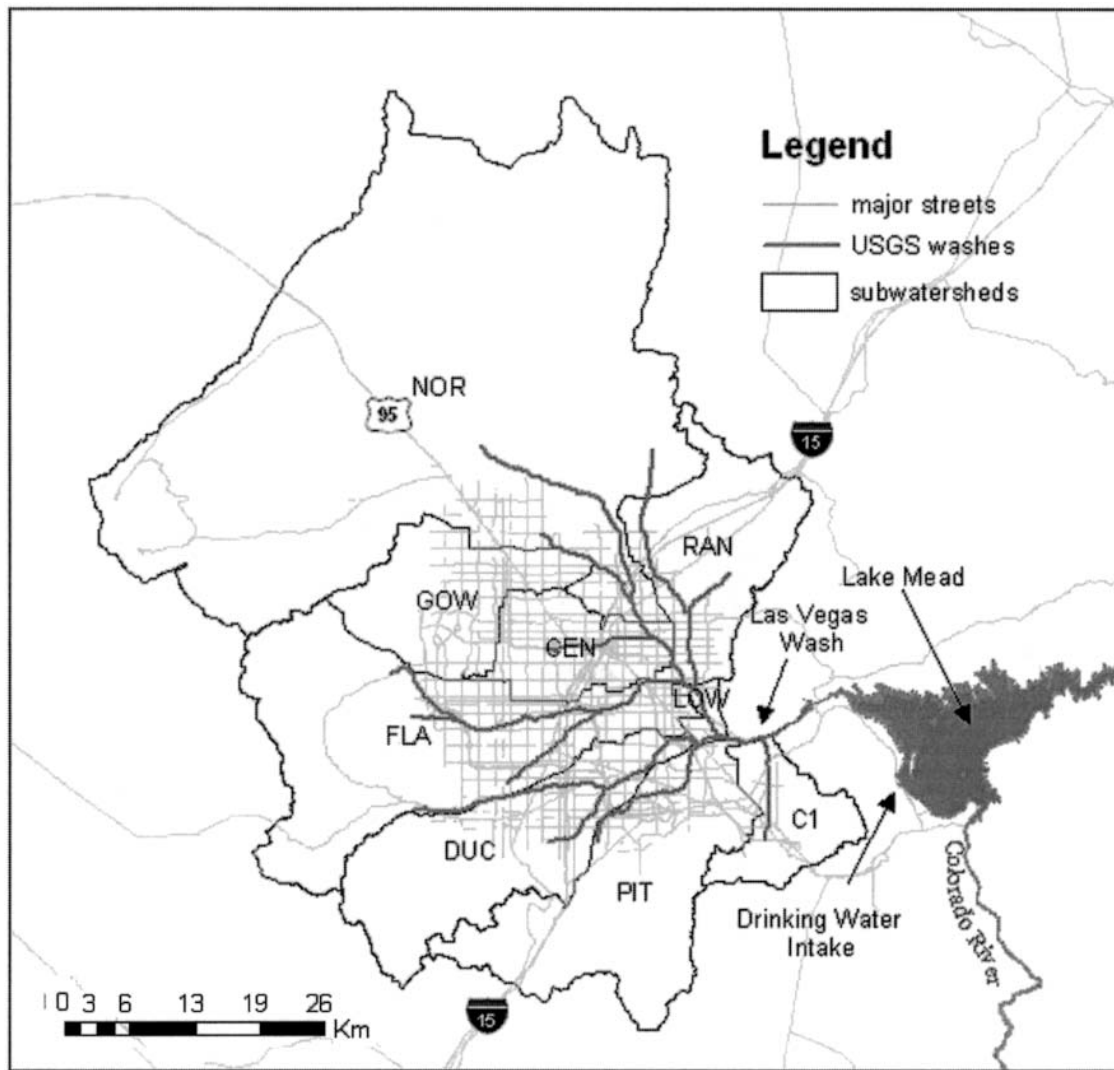 Legend
major streets
USGS washes
subwatersheds
NOR
95
15
RAN
Lake Mead
GOW
Las Vegas
Wash
CEN
LOW
FLA
C1
DUC
PIT
Drinking Water
Intake
Colorado River
0 3 6 13 19 26
Km
15